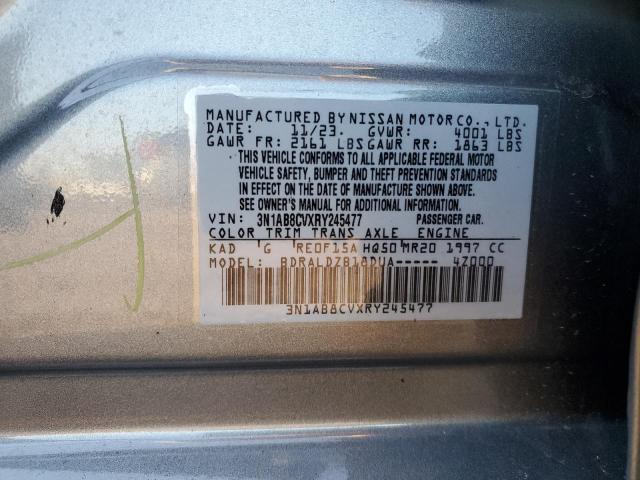 MANUFACTURED BY NISSAN MOTOR CO., LTD.
DATE: 11/23. GVWR: 4001 LBS
GAWR FR: 2161 LBS GAWR RR: 1863 LBS
THIS VEHICLE CONFORMS TO ALL APPLICABLE FEDERAL MOTOR
VEHICLE SAFETY, BUMPER AND THEFT PREVENTION STANDARDS
IN EFFECT ON THE DATE OF MANUFACTURE SHOWN ABOVE.
SEE OWNER'S MANUAL FOR ADDITIONAL INFORMATION.
VIN: 3N1AB8CVXRY245477 PASSENGER CAR.
COLOR TRIM TRANS AXLE ENGINE
KAD 'G RE0F15A HQ50 MR20 1997 CC
MODEL: BDRALDZB18DUA----- 4Z000
3N1AB8CVXRY245477